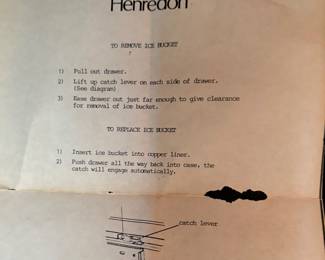 Henredon
TO REMOVE ICE BUCKET
1) Pull out drawer.
2) Lift up catch lever on each side of drawer.
(See diagram)
3) Ease drawer out just far enough to give clearance
for removal of ice bucket.
TO REPLACE ICE BUCKET
1) Insert ice bucket into copper liner.
2) Push drawer all the way back into case, the
catch will engage automatically.
catch lever